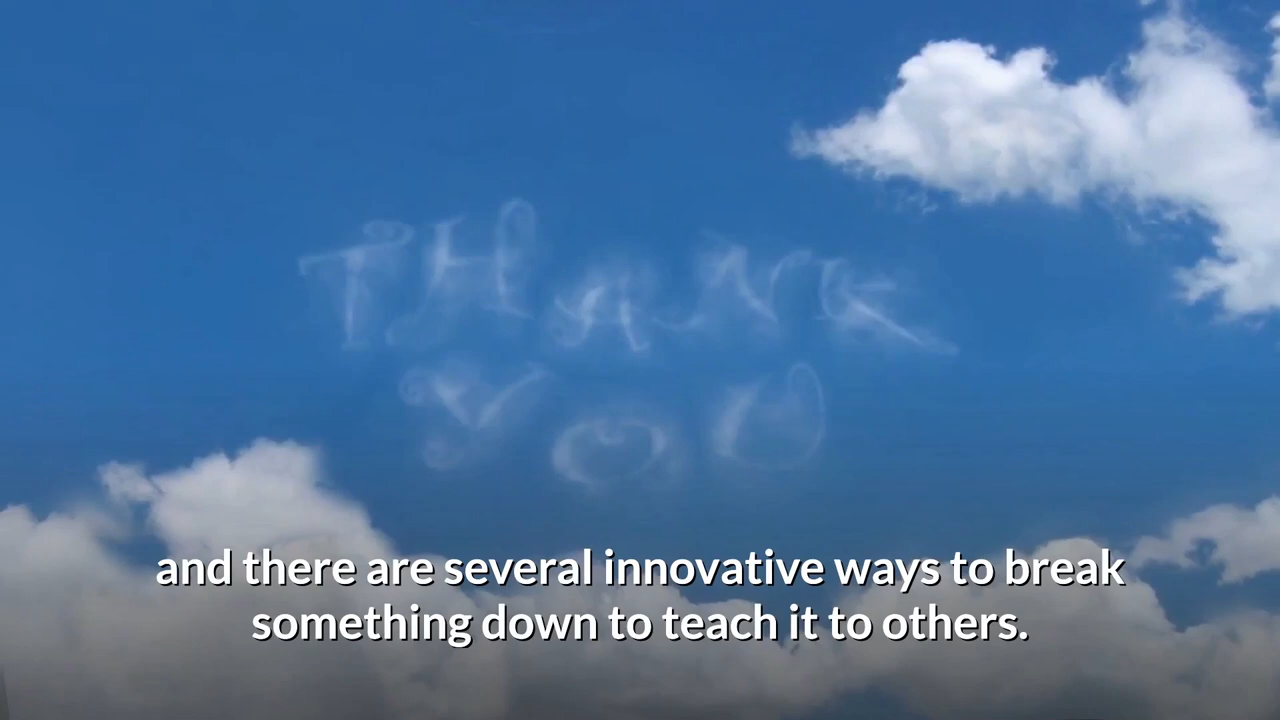 THANK
YOU
and there are several innovative ways to break
something down to teach it to others.